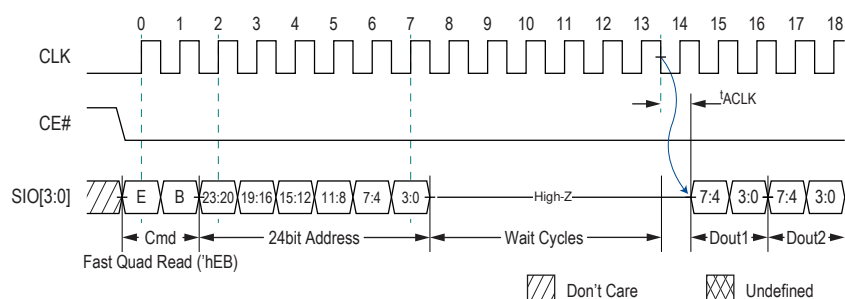 0 1 2 3 4 5 6 7 8 9 10 11 12 13 14 15 16 17 18
CLK
tACLK
CE#
SIO[3:0] E B 23:20 19:16 15:12 11:8 7:4 3:0 High-Z 7:4 3:0 7:4 3:0
Cmd 24bit Address Wait Cycles Dout1 Dout2
Fast Quad Read ('hEB)
Don't Care Undefined